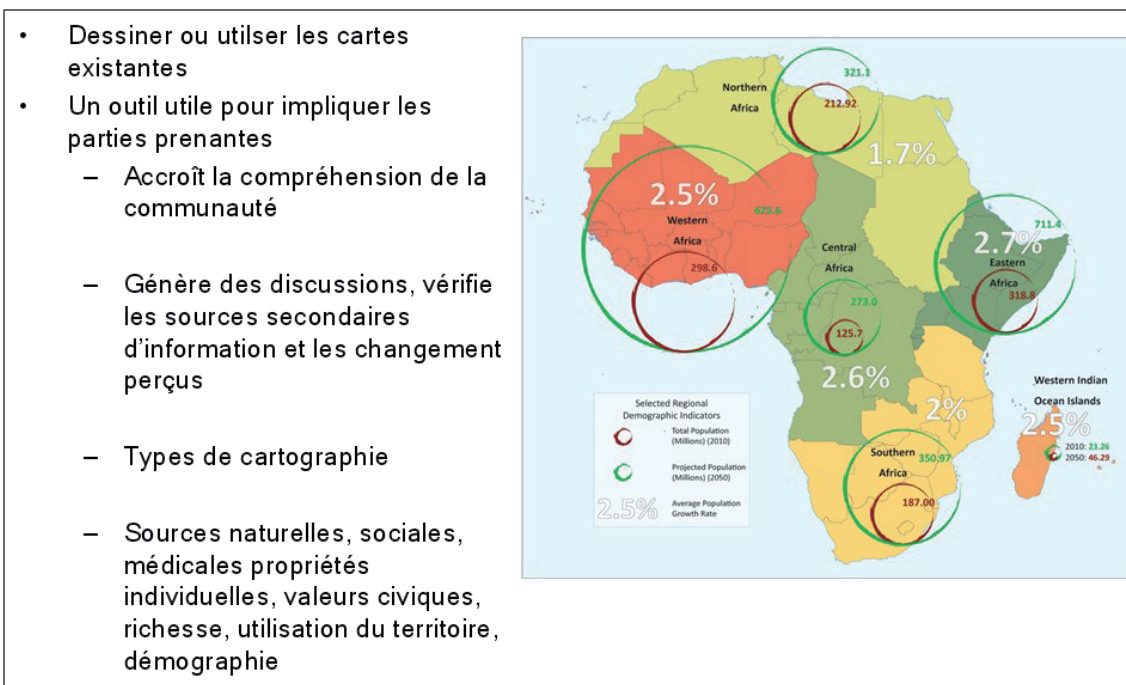 • Dessiner ou utilser les cartes
existantes
• Un outil utile pour impliquer les
parties prenantes
– Accroît la compréhension de la
communauté
– Génère des discussions, vérifie
les sources secondaires
d'information et les changement
perçus
– Types de cartographie
– Sources naturelles, sociales,
médicales propriétés
individuelles, valeurs civiques,
richesse, utilisation du territoire,
démographie
321.1
Northern
Africa
212.92
1.7%
2.5%
625.6
Western
Africa
298.6
711.4
2.7%
Eastern
Africa
318.8
Central
Africa
273.0
125.7
2.6%
2%
Western Indian
Ocean Islands
2.5%
2010: 23.26
2050: 46.29
Southern
Africa
350.97
187.00
Selected Regional
Demographic Indicators
Total Population
(Millions) (2010)
Projected Population
(Millions) (2050)
2.5%
Average Population
Growth Rate